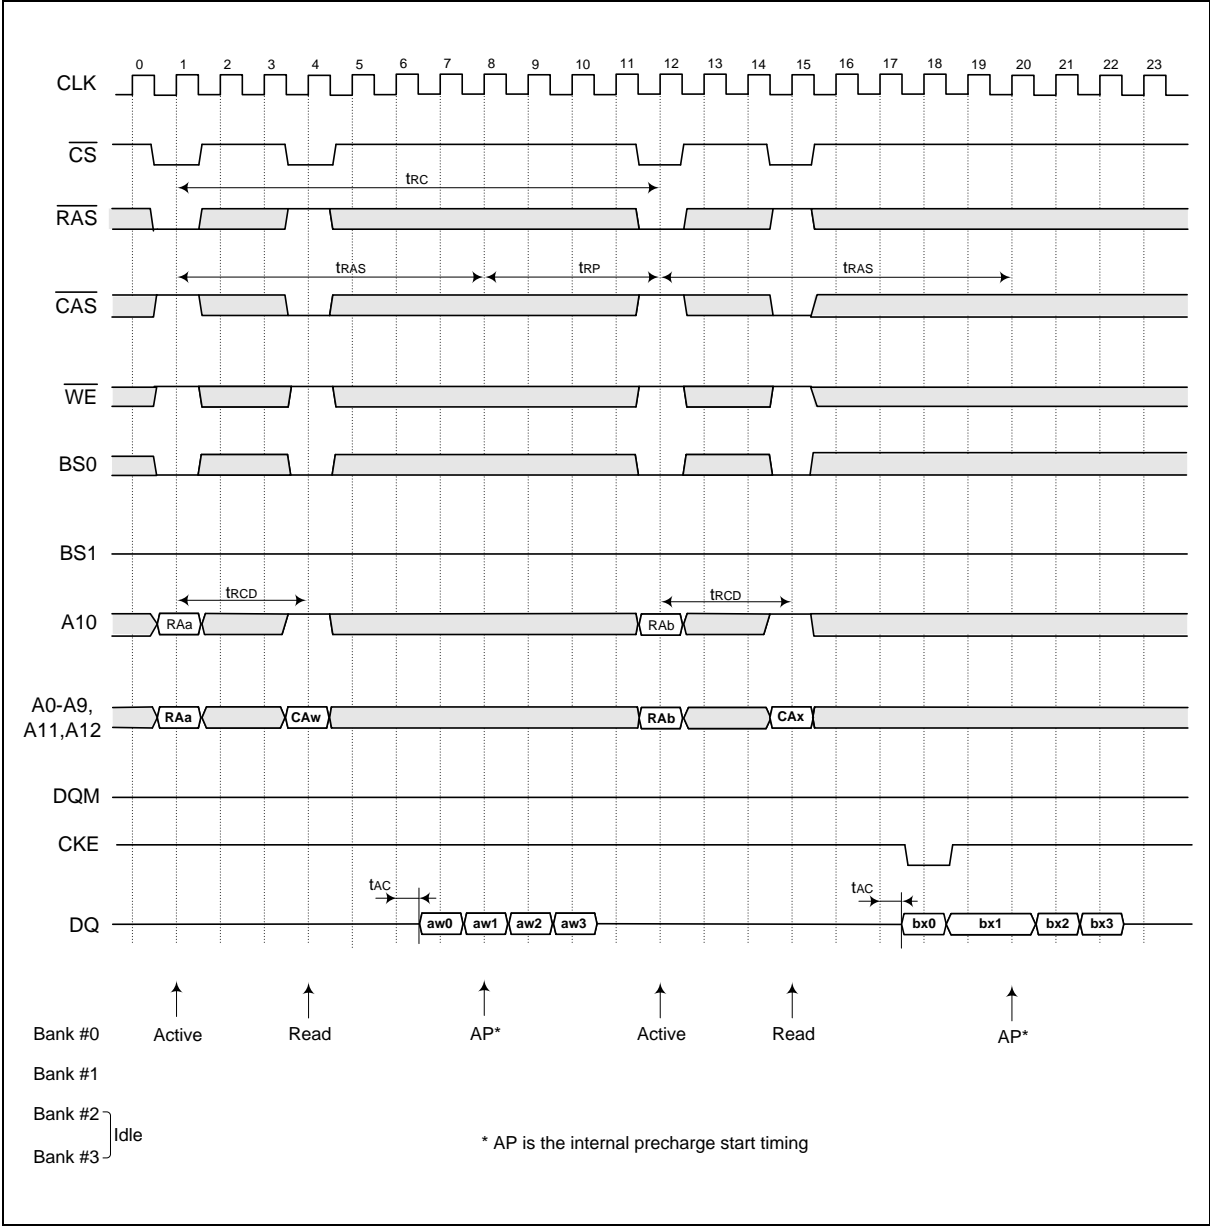 0 1 2 3 4 5 6 7 8 9 10 11 12 13 14 15 16 17 18 19 20 21 22 23
CLK
CS
tRC
RAS
tRAS tRP tRAS
CAS
WE
BS0
BS1
tRCD tRCD
A10 RAa RAb
A0-A9,
A11,A12 RAa CAw RAb CAx
DQM
CKE
tAC tAC
DQ aw0 aw1 aw2 aw3 bx0 bx1 bx2 bx3
Bank #0 Active Read AP* Active Read AP*
Bank #1
Bank #2
Idle
Bank #3
* AP is the internal precharge start timing